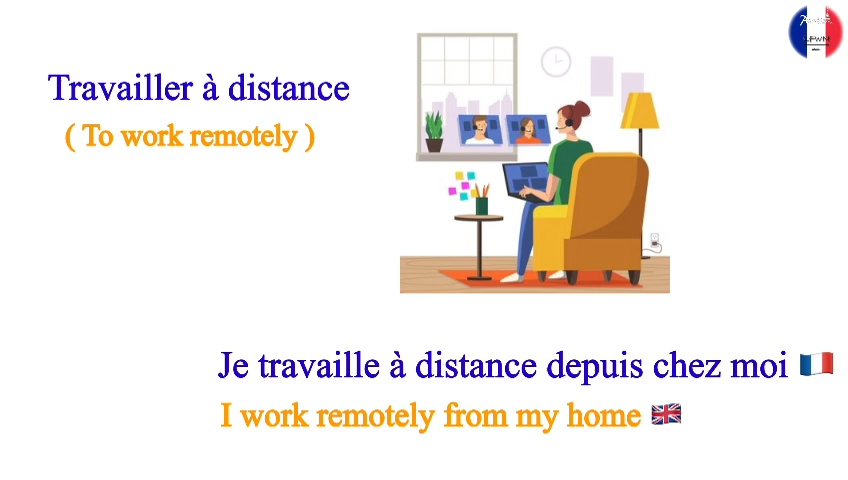 Travailler à distance
( To work remotely )
Je travaille à distance depuis chez moi 🇫🇷
I work remotely from my home 🇬🇧